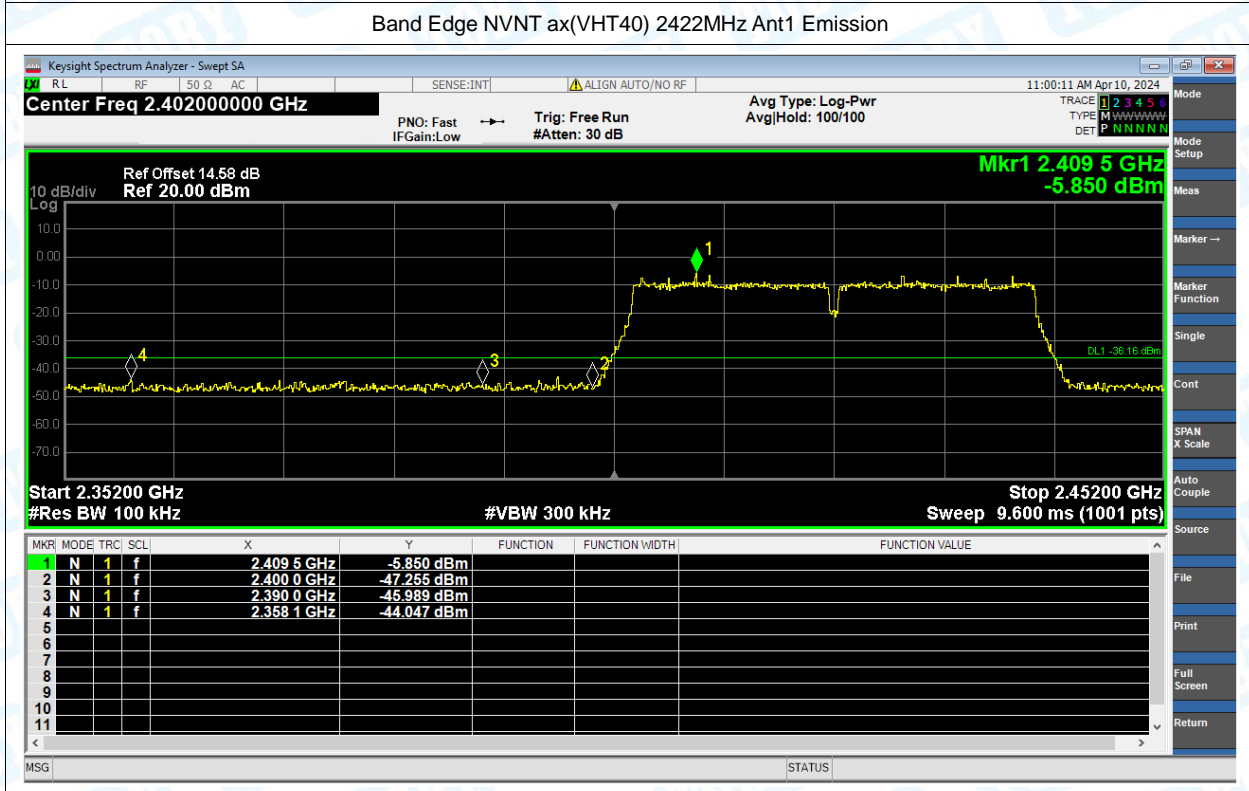 Band Edge NVNT ax(VHT40) 2422MHz Ant1 Emission
Keysight Spectrum Analyzer - Swept SA
LXI RL RF 50 Ω AC SENSE:INT ALIGN AUTO/NO RF 11:00:11 AM Apr 10, 2024
Center Freq 2.402000000 GHz
PNO: Fast
IFGain:Low
Trig: Free Run
#Atten: 30 dB
Avg Type: Log-Pwr
Avg|Hold: 100/100
TRACE 1 2 3 4 5 6
TYPE M WWWWW
DET P N N N N N
Mkr1 2.409 5 GHz
-5.850 dBm
Ref Offset 14.58 dB
10 dB/div Ref 20.00 dBm
Log
10.0
0.00
-10.0
-20.0
-30.0
-40.0
-50.0
-60.0
-70.0
1
2
3
4
DL1 -36.16 dBm
Start 2.35200 GHz Stop 2.45200 GHz
#Res BW 100 kHz #VBW 300 kHz Sweep 9.600 ms (1001 pts)
MKR MODE TRC SCL X Y FUNCTION FUNCTION WIDTH FUNCTION VALUE
1 N 1 f 2.409 5 GHz -5.850 dBm
2 N 1 f 2.400 0 GHz -47.255 dBm
3 N 1 f 2.390 0 GHz -45.989 dBm
4 N 1 f 2.358 1 GHz -44.047 dBm
5
6
7
8
9
10
11
MSG STATUS
Mode
Mode Setup
Meas
Marker →
Marker Function
Single
Cont
SPAN X Scale
Auto Couple
Source
File
Print
Full Screen
Return